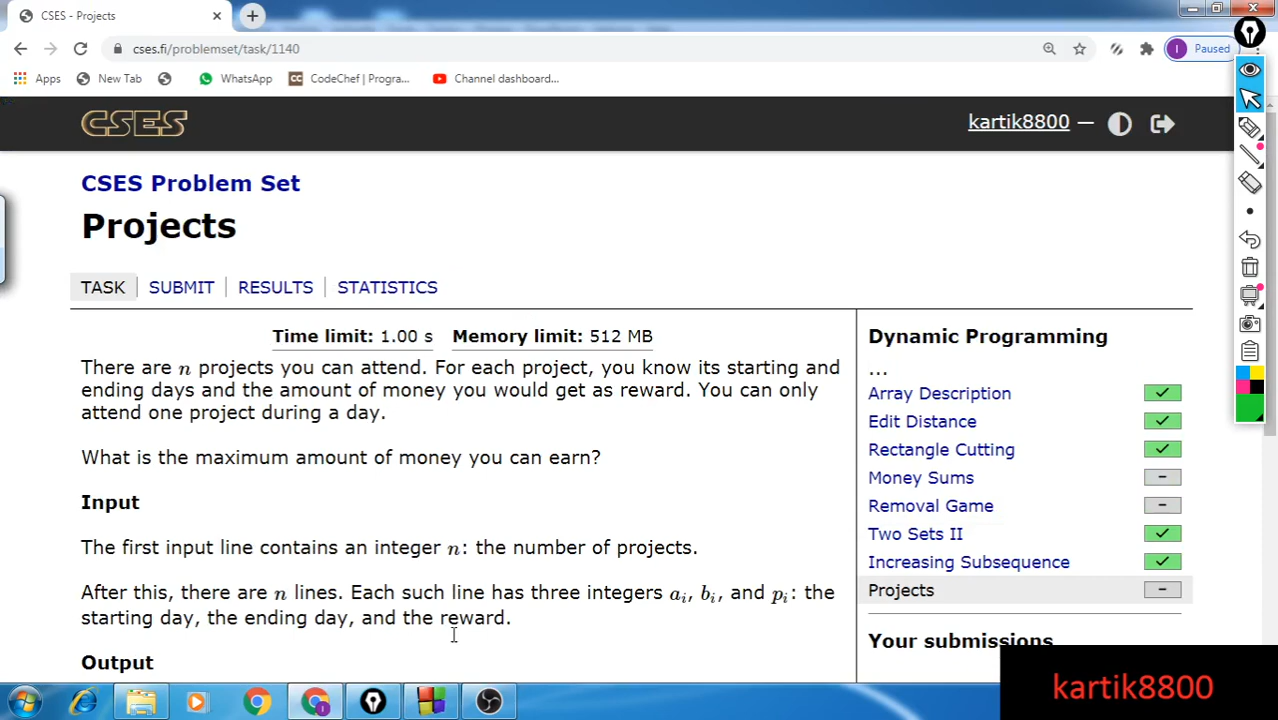 CSES - Projects
cses.fi/problemset/task/1140
I Paused
Apps New Tab WhatsApp CC CodeChef | Progra... Channel dashboard...
CSES kartik8800 —
CSES Problem Set
Projects
TASK SUBMIT RESULTS STATISTICS
Time limit: 1.00 s Memory limit: 512 MB
There are n projects you can attend. For each project, you know its starting and
ending days and the amount of money you would get as reward. You can only
attend one project during a day.
What is the maximum amount of money you can earn?
Input
The first input line contains an integer n: the number of projects.
After this, there are n lines. Each such line has three integers aᵢ, bᵢ, and pᵢ: the
starting day, the ending day, and the reward.
Output
Dynamic Programming
...
Array Description
Edit Distance
Rectangle Cutting
Money Sums –
Removal Game –
Two Sets II
Increasing Subsequence
Projects –
Your submissions
kartik8800